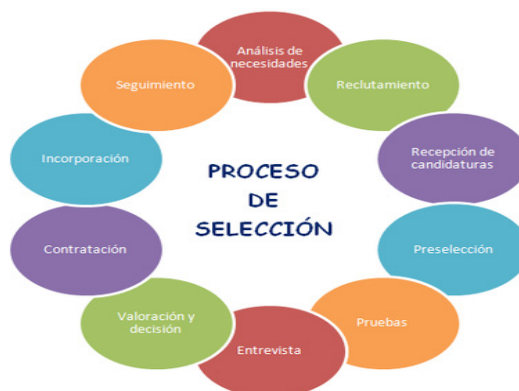 Análisis de
necesidades
Reclutamiento
Recepción de
candidaturas
Preselección
Pruebas
Entrevista
Valoración y
decisión
Contratación
Incorporación
Seguimiento
PROCESO
DE
SELECCIÓN